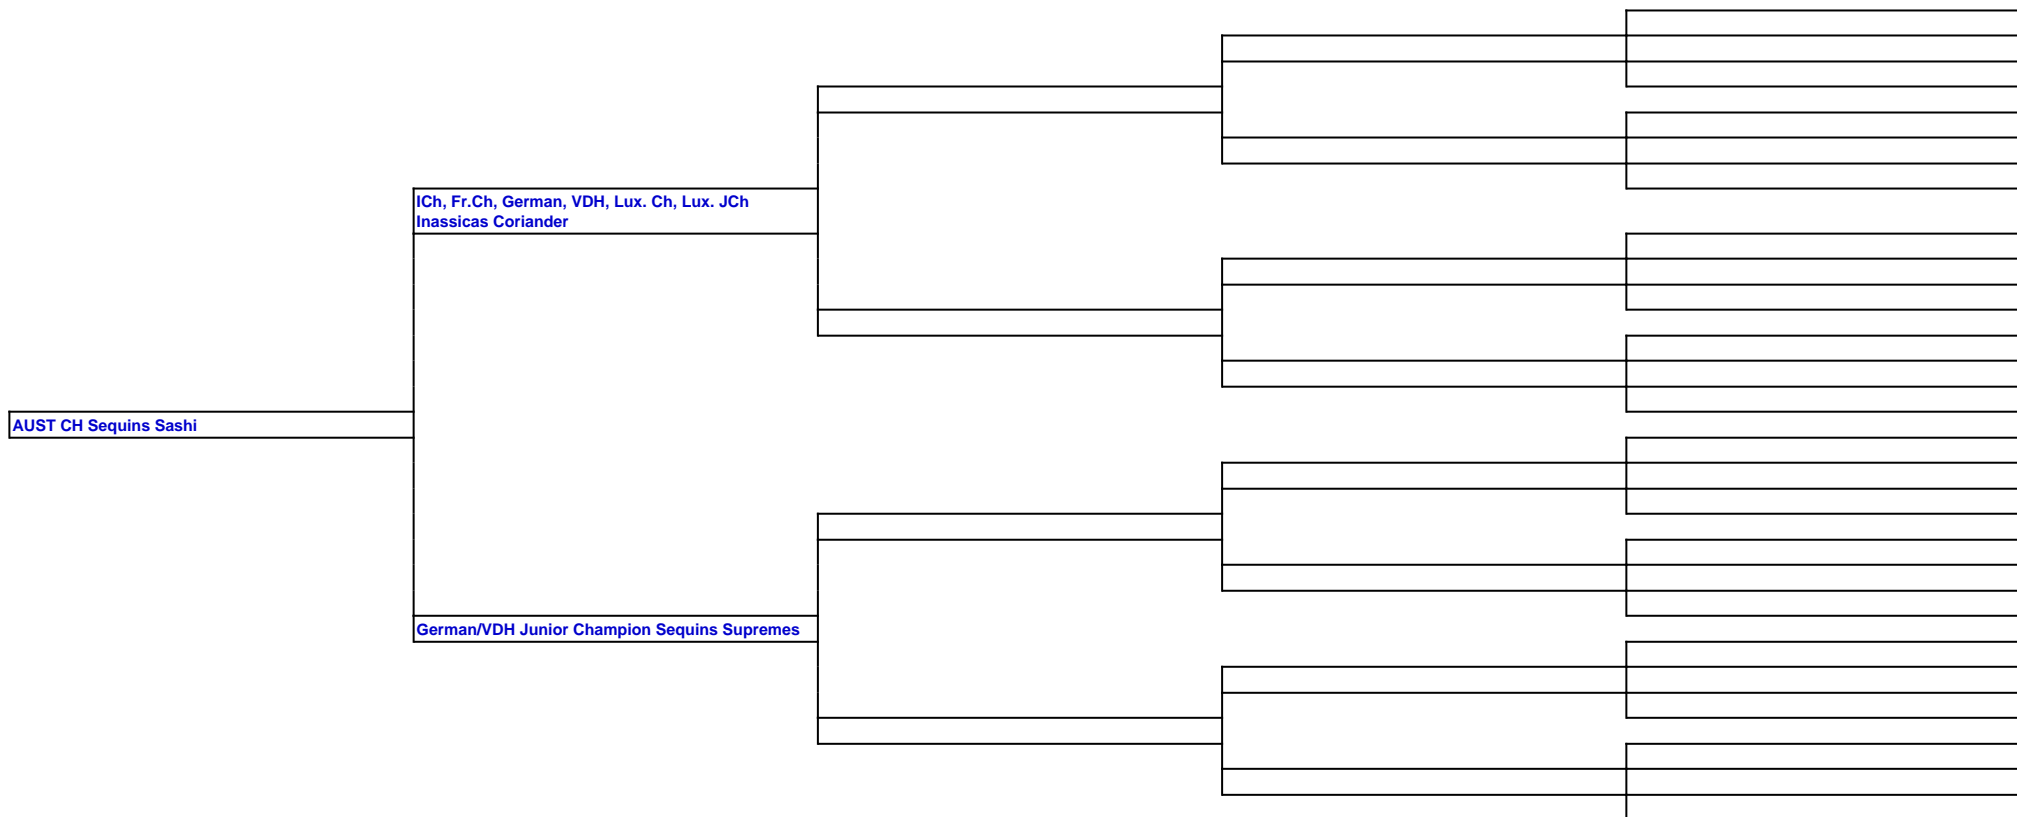 ICh, Fr.Ch, German, VDH, Lux. Ch, Lux. JCh
Inassicas Coriander
AUST CH Sequins Sashi
German/VDH Junior Champion Sequins Supremes